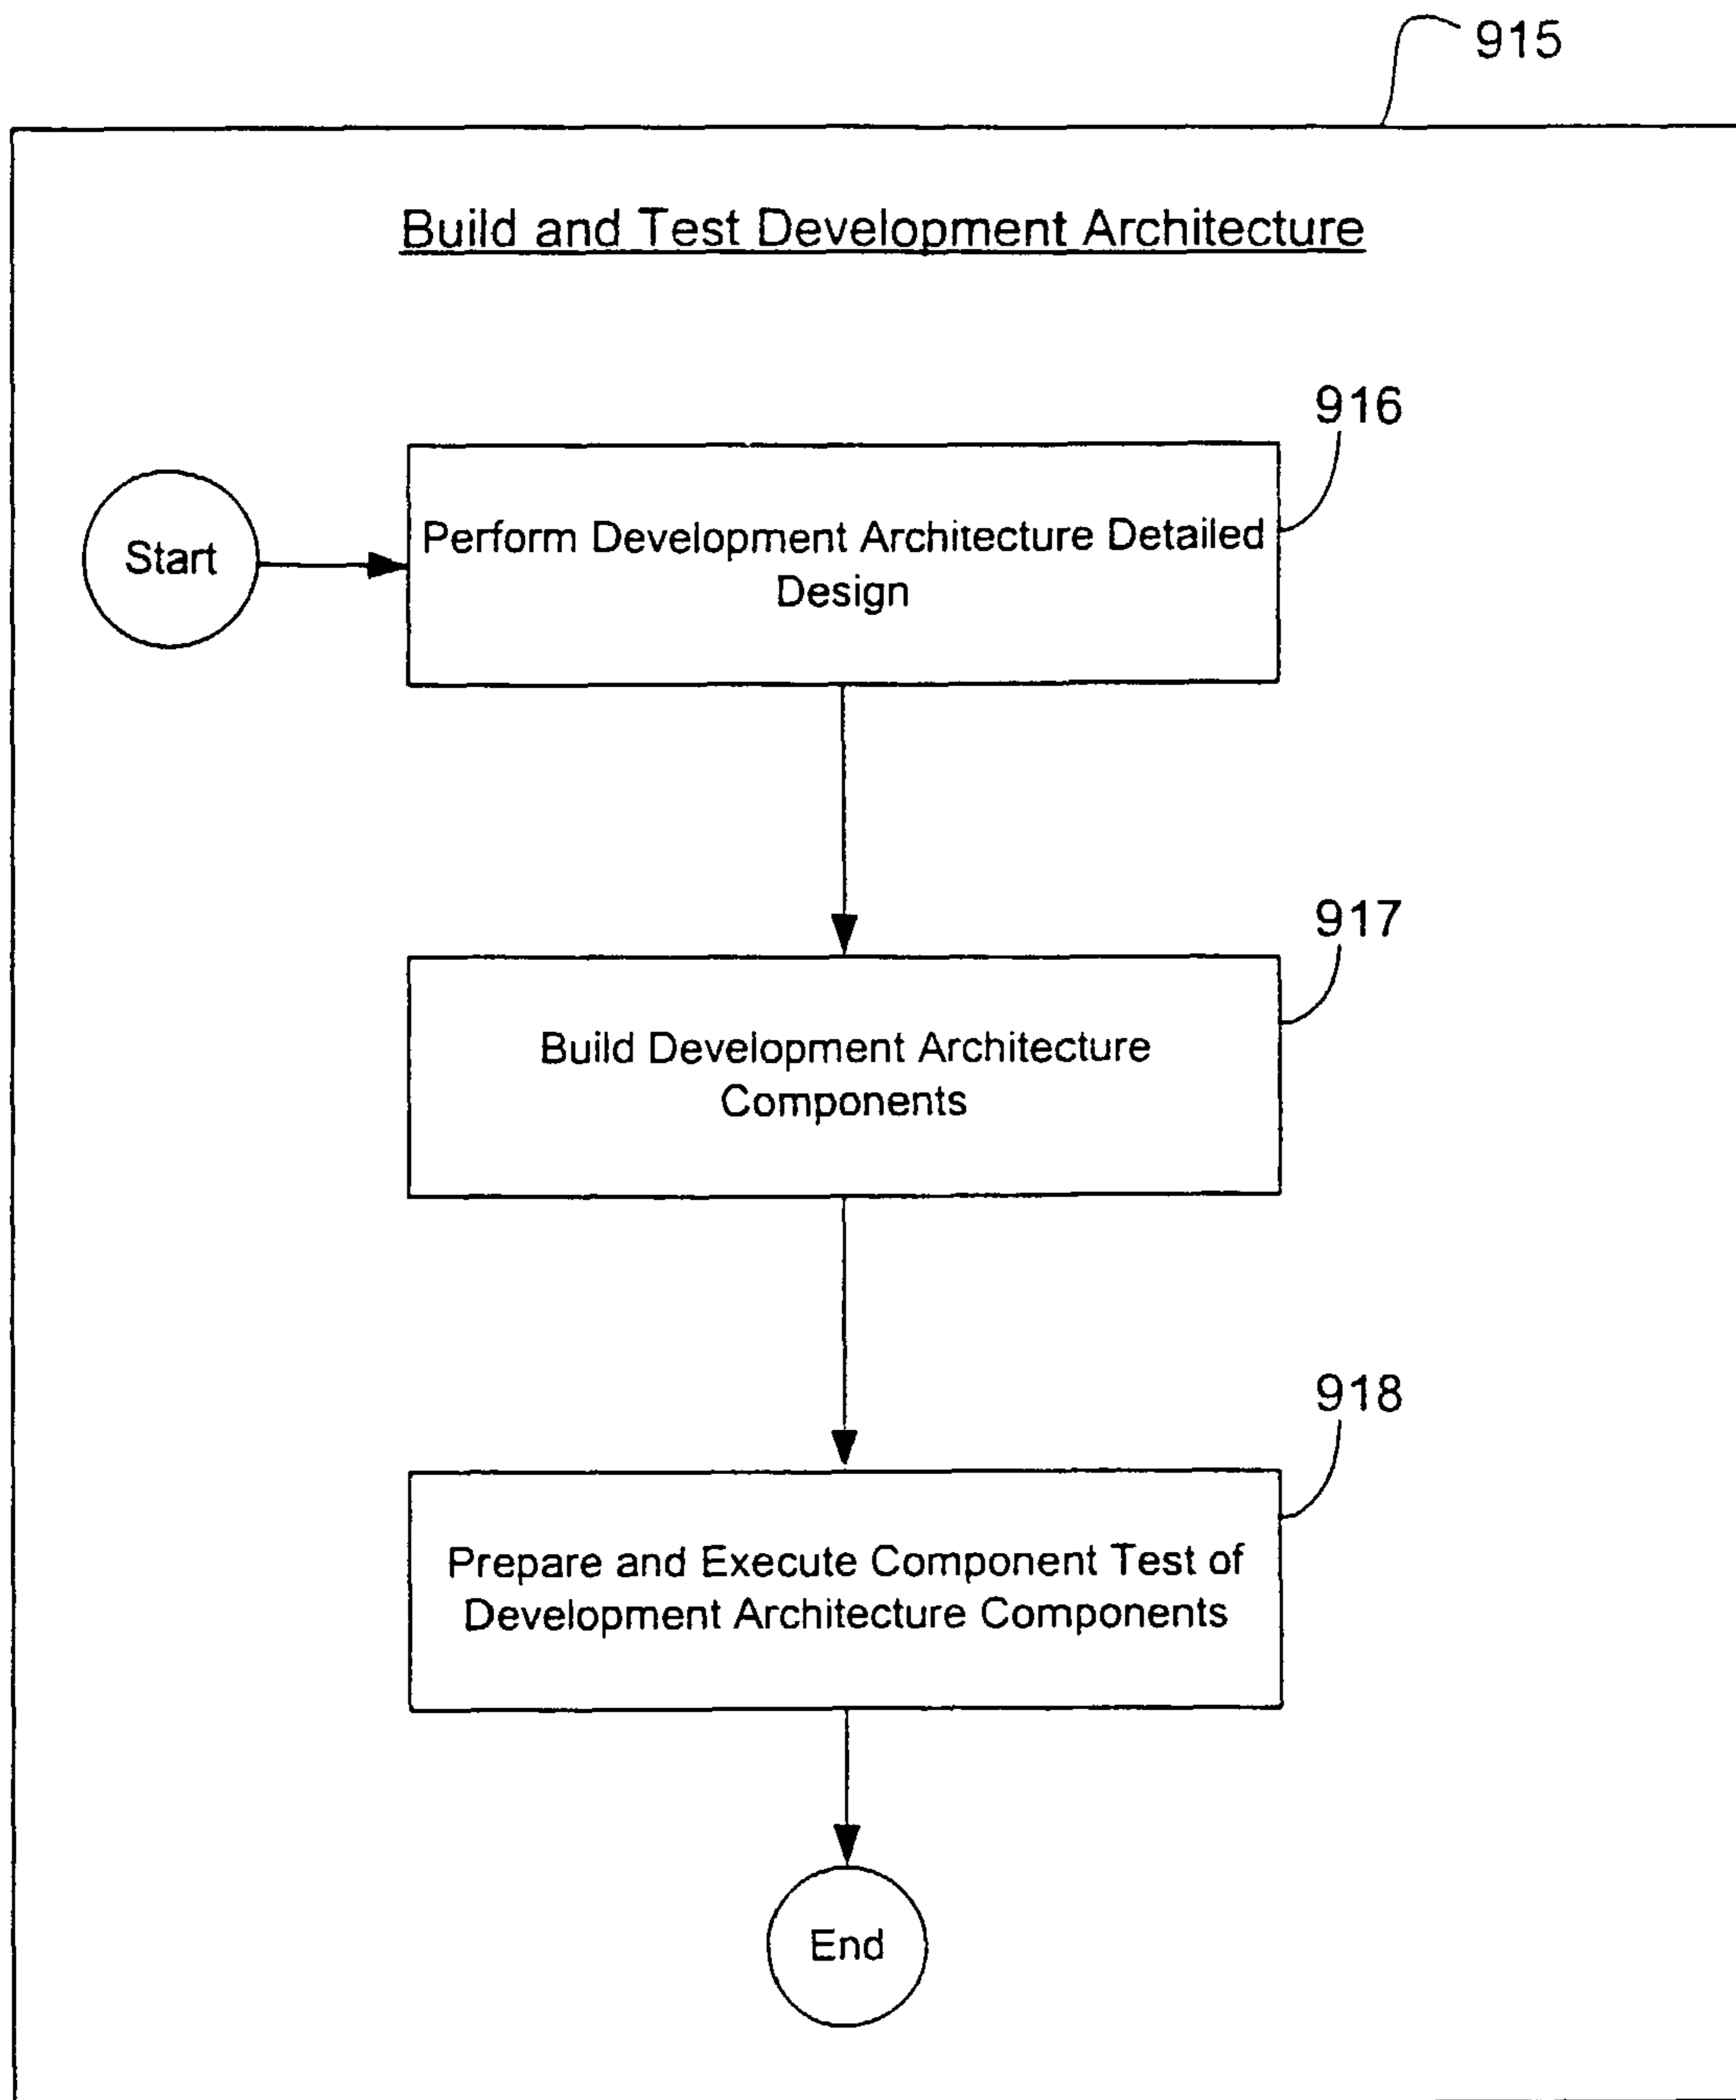 915
Build and Test Development Architecture
916
Start
Perform Development Architecture Detailed
Design
917
Build Development Architecture
Components
918
Prepare and Execute Component Test of
Development Architecture Components
End